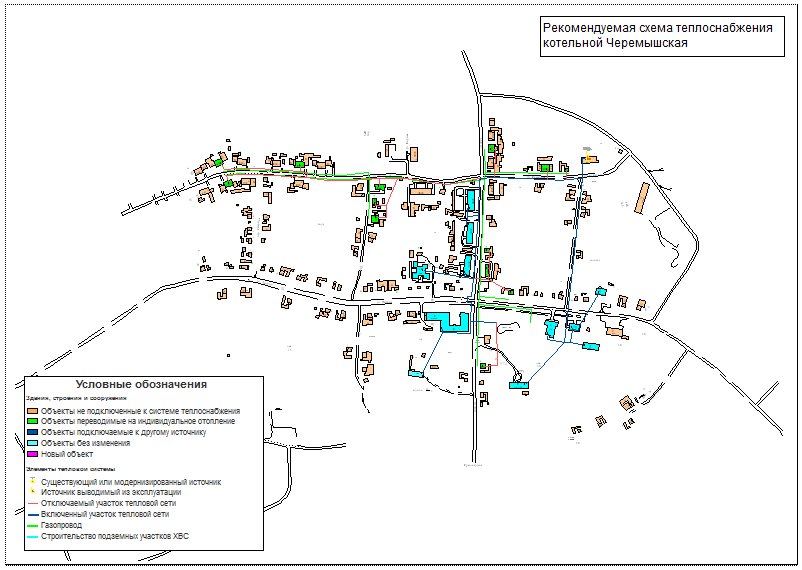 Рекомендуемая схема теплоснабжения
котельной Черемышская
Условные обозначения
Здания, строения и сооружения
Объекты не подключенные к системе теплоснабжения
Объекты переводимые на индивидуальное отопление
Объекты подключаемые к другому источнику
Объекты без изменения
Новый объект
Элементы тепловой системы
Существующий или модернизированный источник
Источник выводимый из эксплуатации
Отключаемый участок тепловой сети
Включенный участок тепловой сети
Газопровод
Строительство подземных участков ХВС